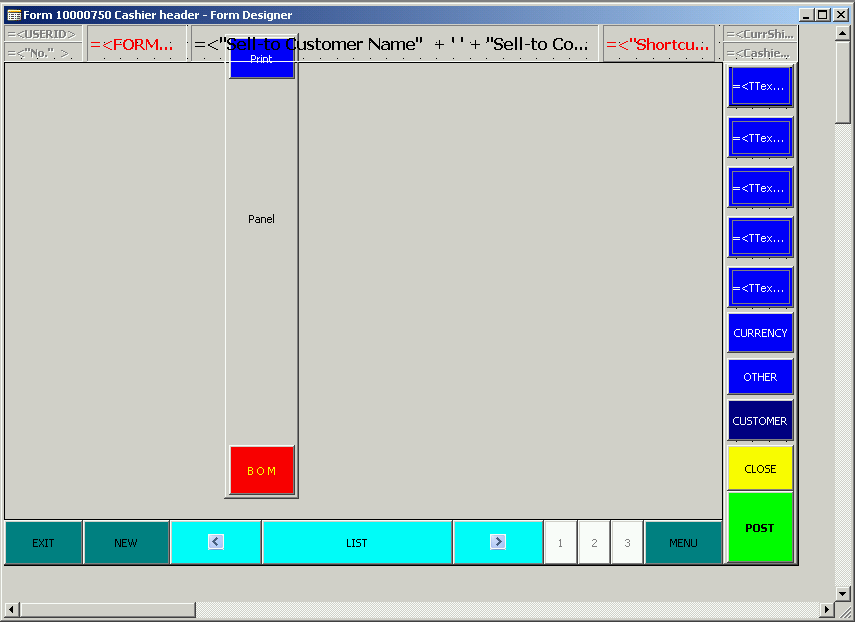 Form 10000750 Cashier header - Form Designer
=<USERID>
=<"No." >.
=<FORM...
=<"Sell-to Customer Name" + ' ' + "Sell-to Co...
=<"Shortcu...
=<CurrShi...
=<Cashie...
Print
=<TTex...
=<TTex...
=<TTex...
Panel
=<TTex...
=<TTex...
CURRENCY
OTHER
CUSTOMER
B O M
CLOSE
POST
EXIT
NEW
<
LIST
>
1
2
3
MENU